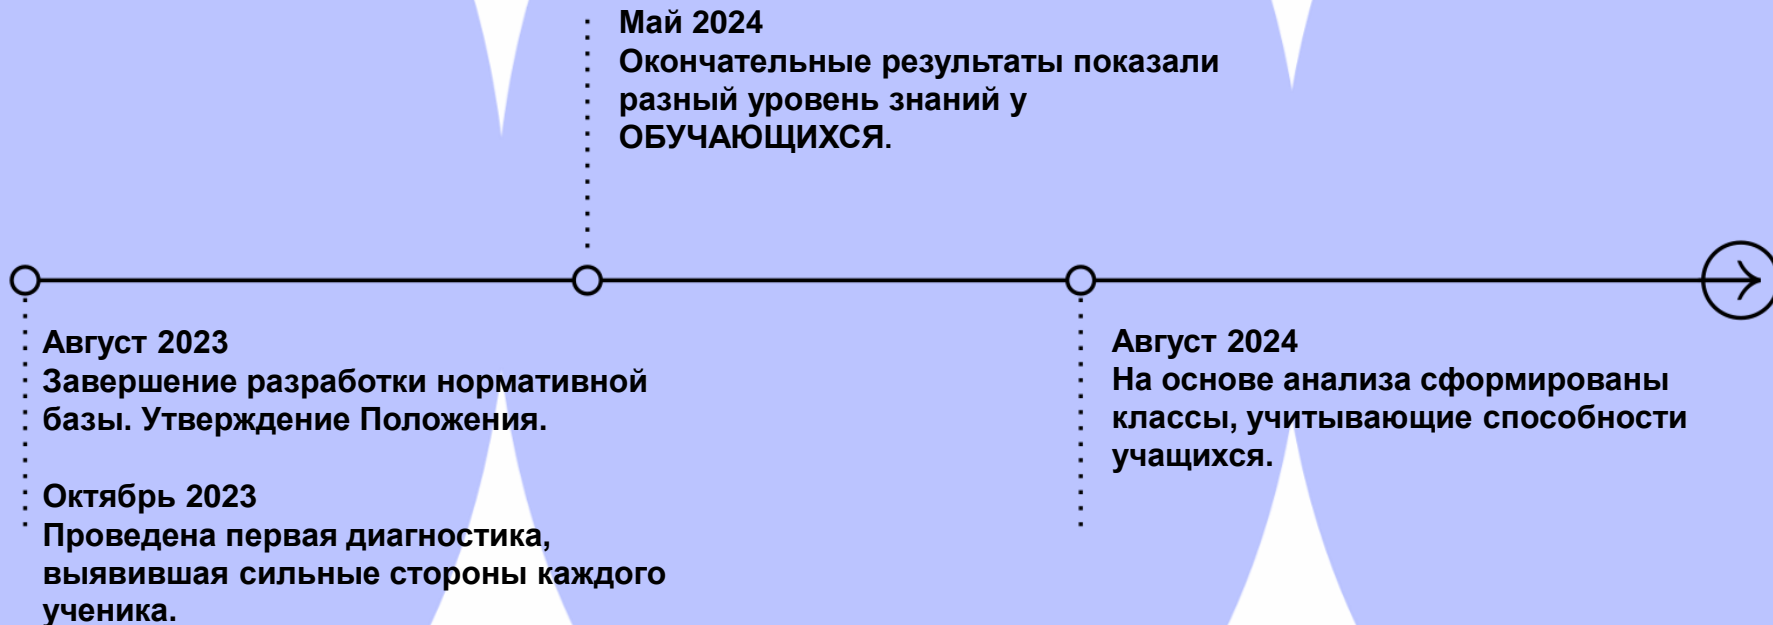 Май 2024
Окончательные результаты показали
разный уровень знаний у
ОБУЧАЮЩИХСЯ.
Август 2023
Завершение разработки нормативной
базы. Утверждение Положения.
Октябрь 2023
Проведена первая диагностика,
выявившая сильные стороны каждого
ученика.
Август 2024
На основе анализа сформированы
классы, учитывающие способности
учащихся.